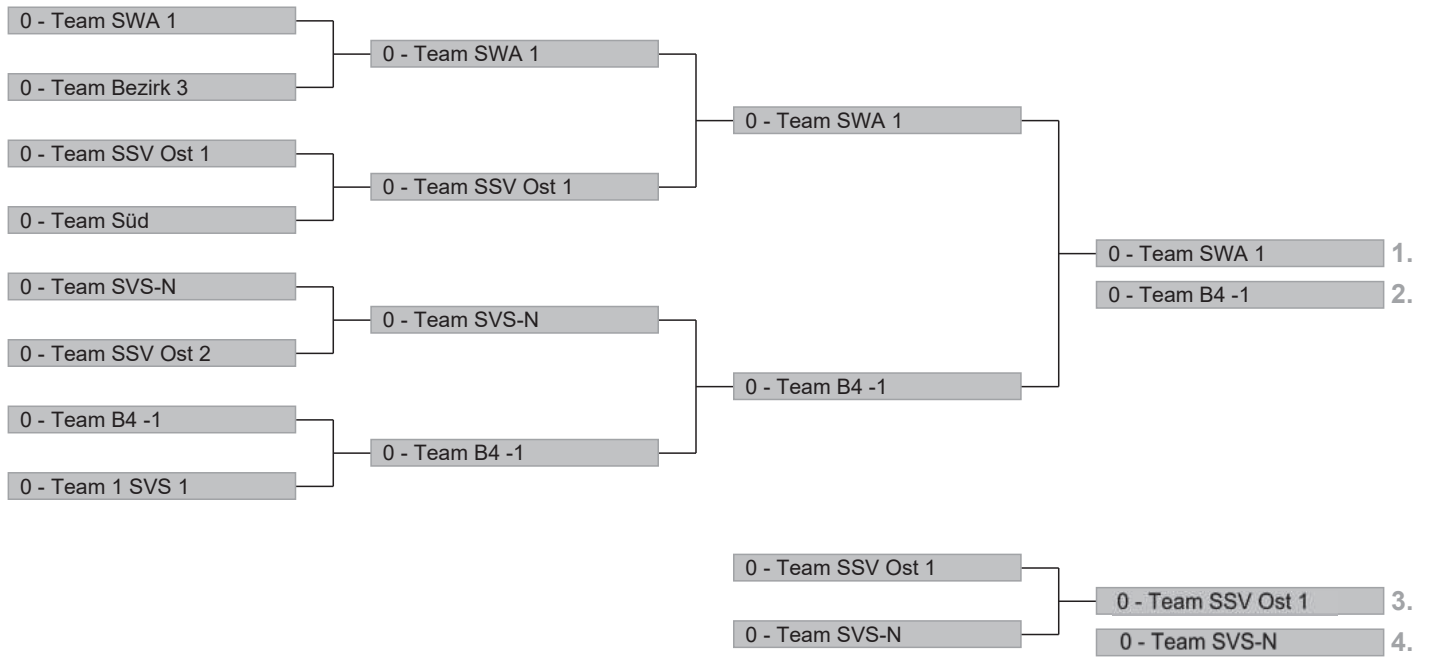 0 - Team SWA 1
0 - Team Bezirk 3
0 - Team SSV Ost 1
0 - Team Süd
0 - Team SVS-N
0 - Team SSV Ost 2
0 - Team B4 -1
0 - Team 1 SVS 1
0 - Team SWA 1
0 - Team SSV Ost 1
0 - Team SVS-N
0 - Team B4 -1
0 - Team SWA 1
0 - Team B4 -1
0 - Team SWA 1 1.
0 - Team B4 -1 2.
0 - Team SSV Ost 1
0 - Team SVS-N
0 - Team SSV Ost 1 3.
0 - Team SVS-N 4.